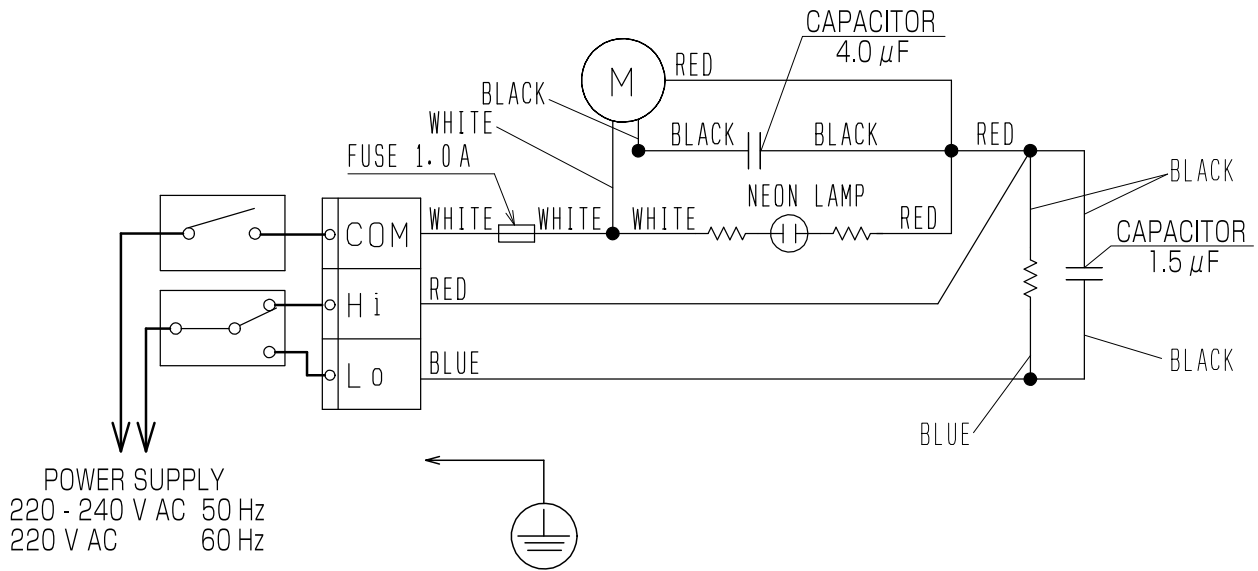 CAPACITOR
4.0 μF
M
RED
BLACK
WHITE
BLACK
BLACK
RED
FUSE 1.0A
BLACK
NEON LAMP
WHITE
WHITE
WHITE
RED
COM
CAPACITOR
1.5 μF
RED
Hi
BLUE
Lo
BLACK
BLUE
POWER SUPPLY
220 - 240 V AC 50 Hz
220 V AC 60 Hz